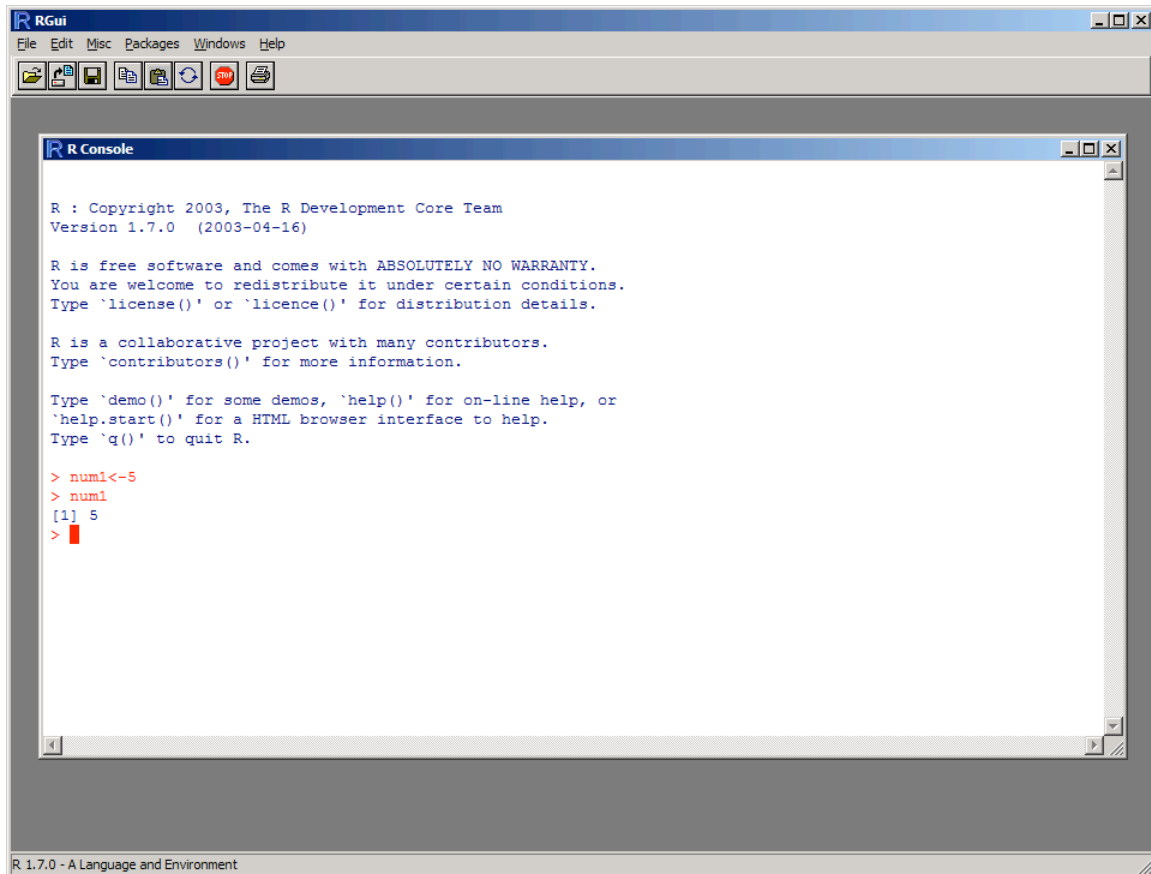 RGui
File Edit Misc Packages Windows Help
STOP
R Console
R : Copyright 2003, The R Development Core Team
Version 1.7.0  (2003-04-16)
R is free software and comes with ABSOLUTELY NO WARRANTY.
You are welcome to redistribute it under certain conditions.
Type `license()' or `licence()' for distribution details.
R is a collaborative project with many contributors.
Type `contributors()' for more information.
Type `demo()' for some demos, `help()' for on-line help, or
`help.start()' for a HTML browser interface to help.
Type `q()' to quit R.
> num1<-5
> num1
[1] 5
>
R 1.7.0 - A Language and Environment